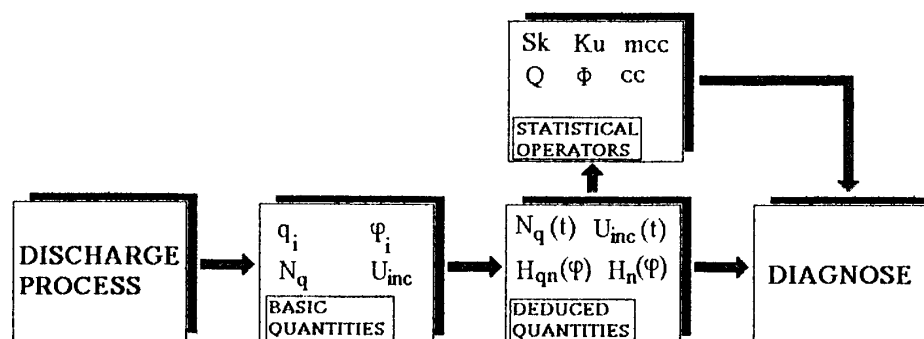 Sk Ku mcc
Q Φ cc
STATISTICAL
OPERATORS
DISCHARGE
PROCESS
q_i φ_i
N_q U_inc
BASIC
QUANTITIES
N_q(t) U_inc(t)
H_qn(φ) H_n(φ)
DEDUCED
QUANTITIES
DIAGNOSE